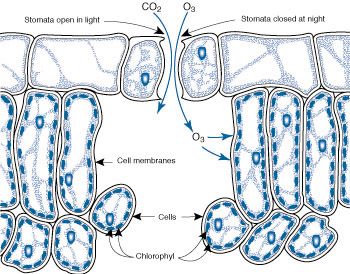 CO2 O3
Stomata open in light
Stomata closed at night
O3
Cell membranes
Cells
Chlorophyl